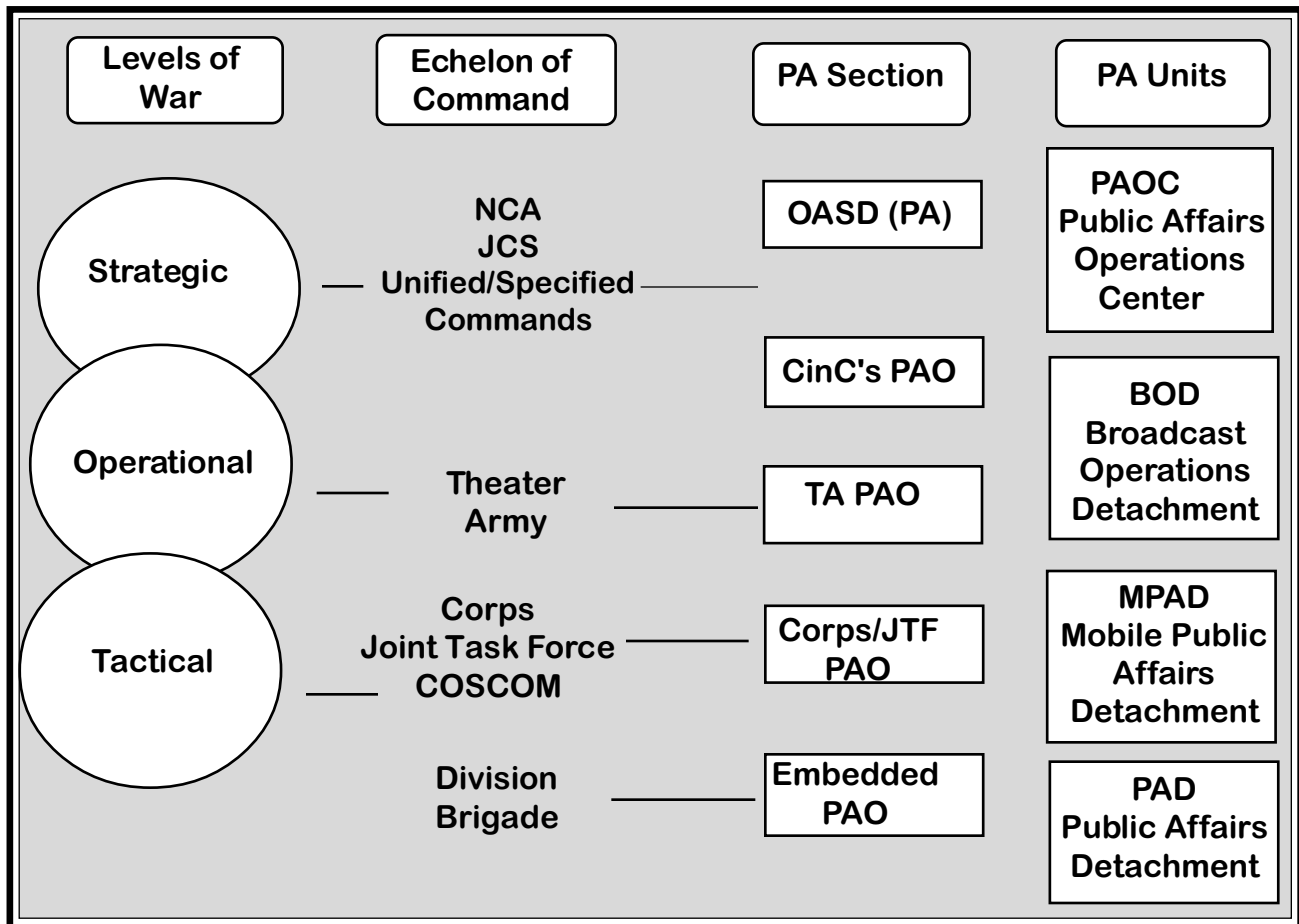 Levels of
War
Echelon of
Command
PA Section
PA Units
Strategic
NCA
JCS
Unified/Specified
Commands
OASD (PA)
CinC's PAO
PAOC
Public Affairs
Operations
Center
Operational
Theater
Army
TA PAO
BOD
Broadcast
Operations
Detachment
Tactical
Corps
Joint Task Force
COSCOM
Corps/JTF
PAO
MPAD
Mobile Public
Affairs
Detachment
Division
Brigade
Embedded
PAO
PAD
Public Affairs
Detachment